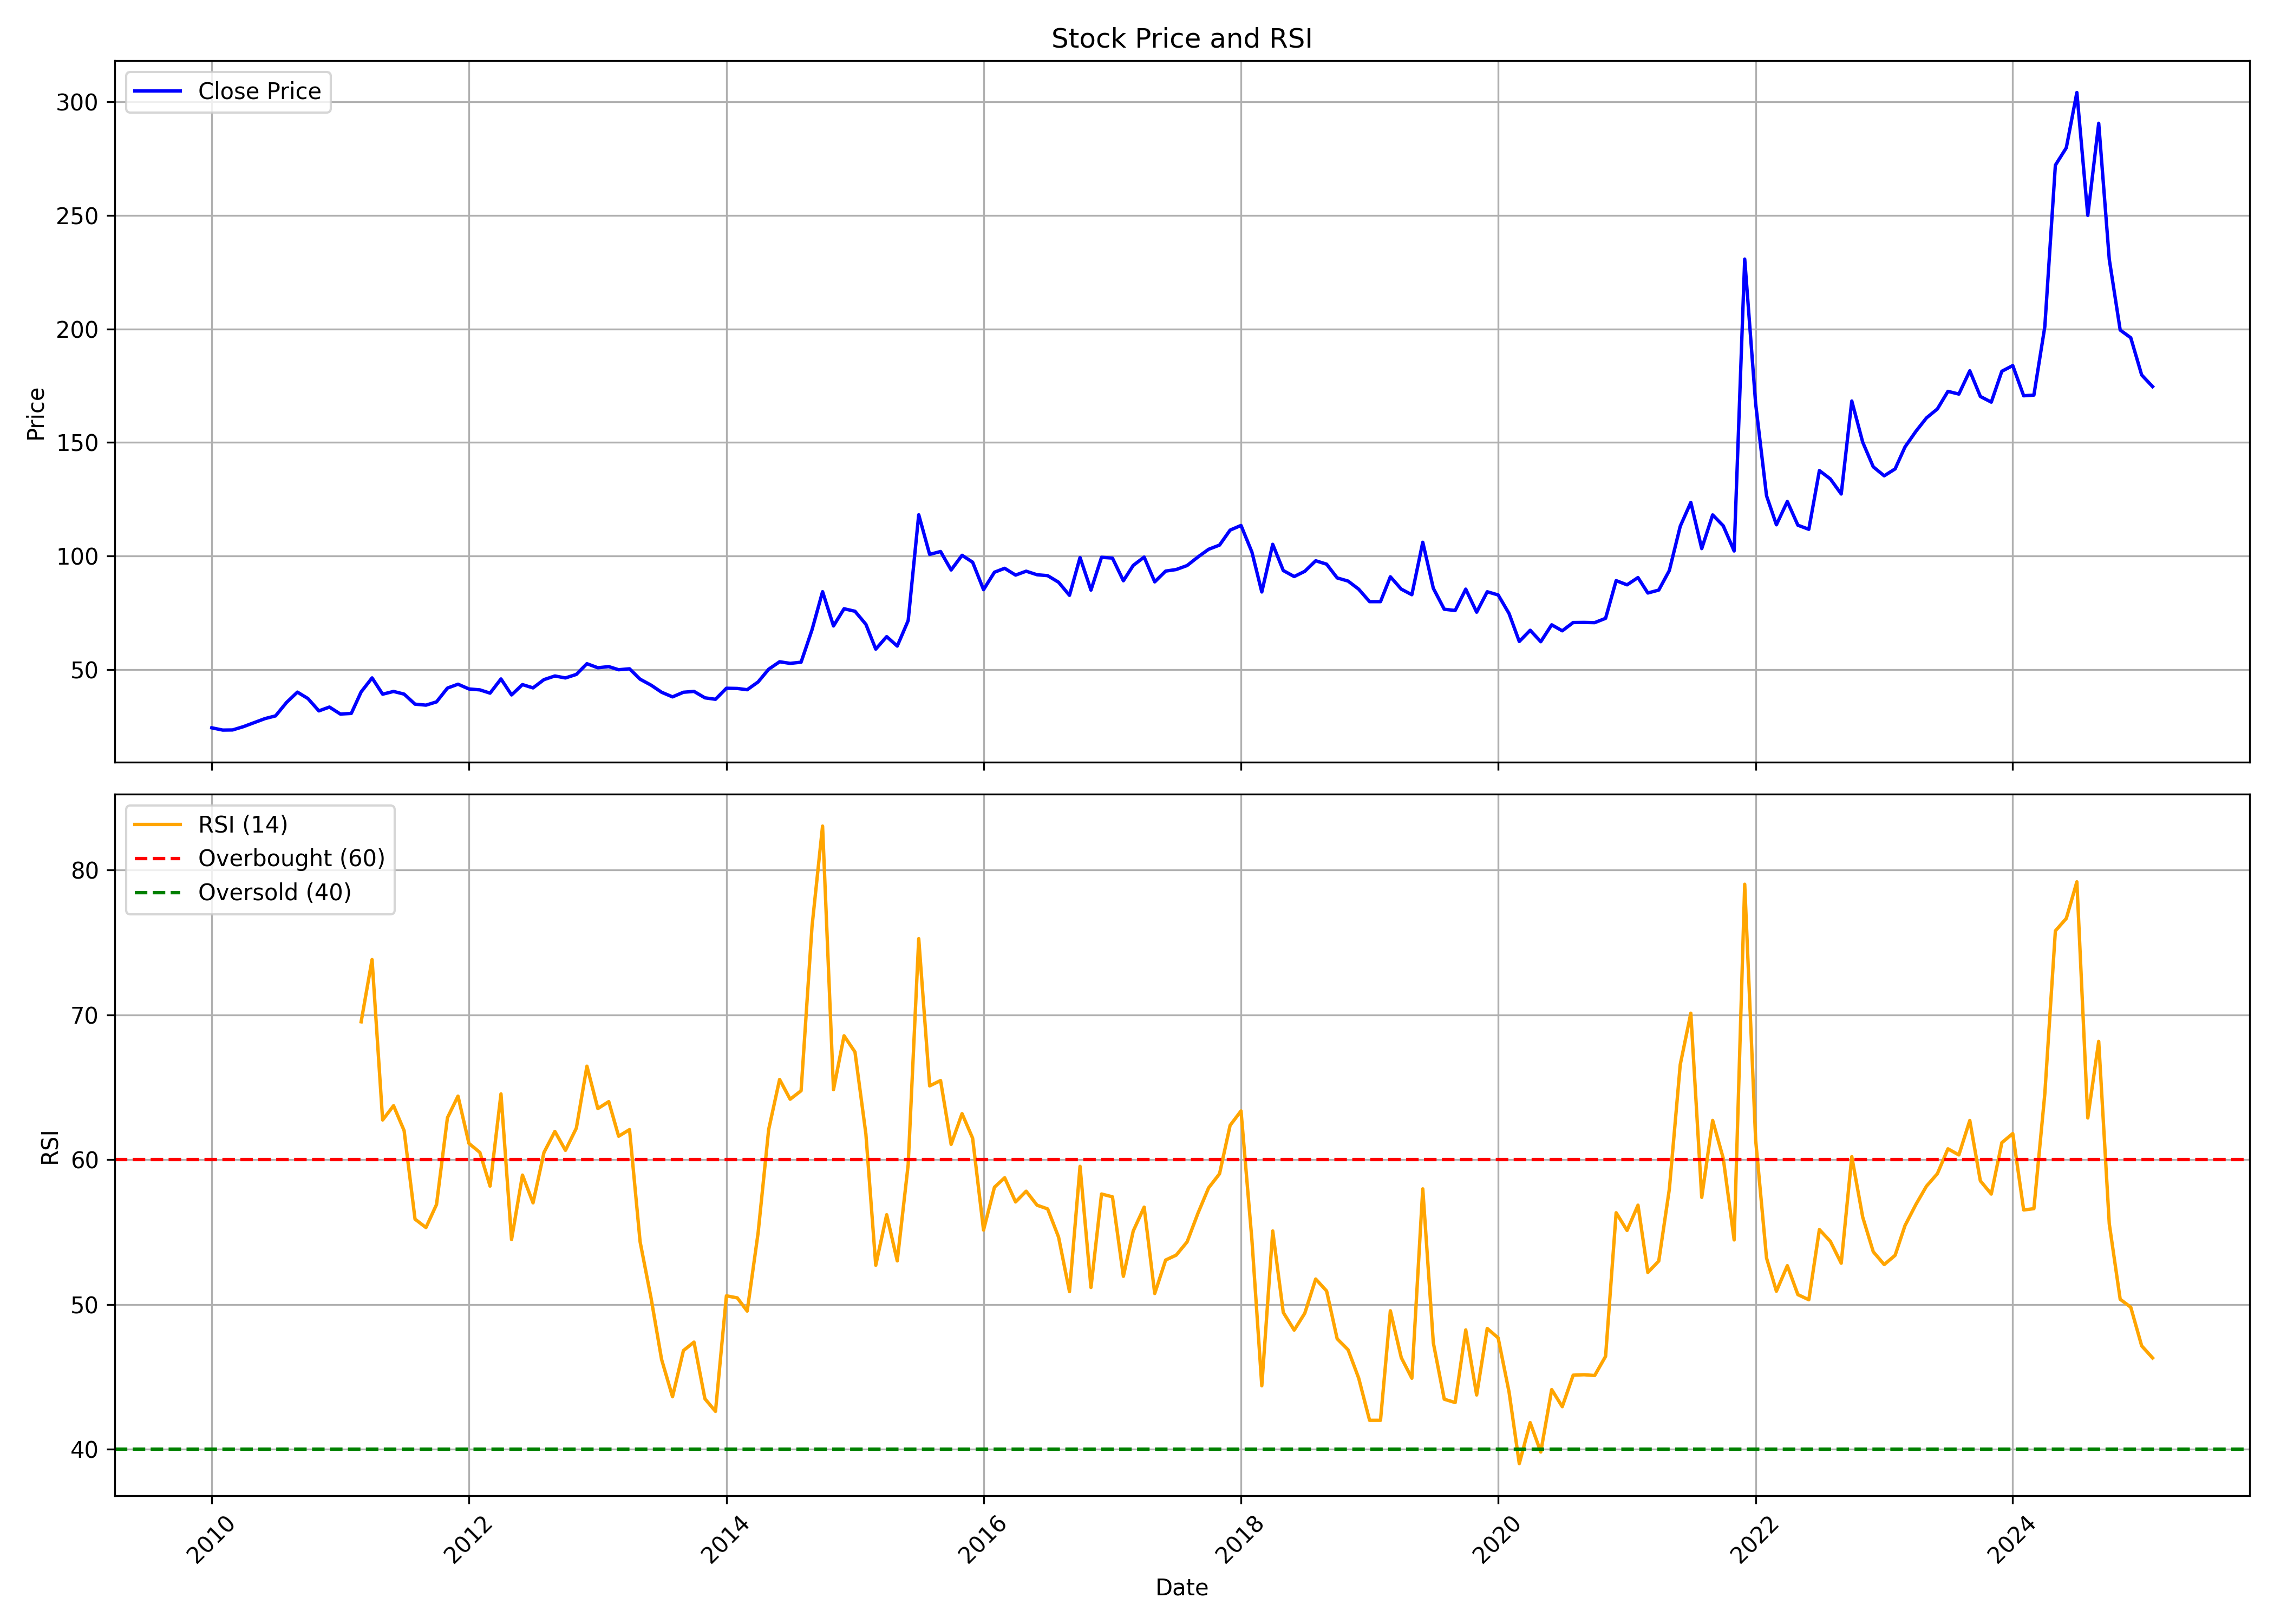 Stock Price and RSI
Close Price
300
250
200
150
100
50
Price
RSI (14)
Overbought (60)
Oversold (40)
80
70
60
50
40
RSI
2010 2012 2014 2016 2018 2020 2022 2024
Date